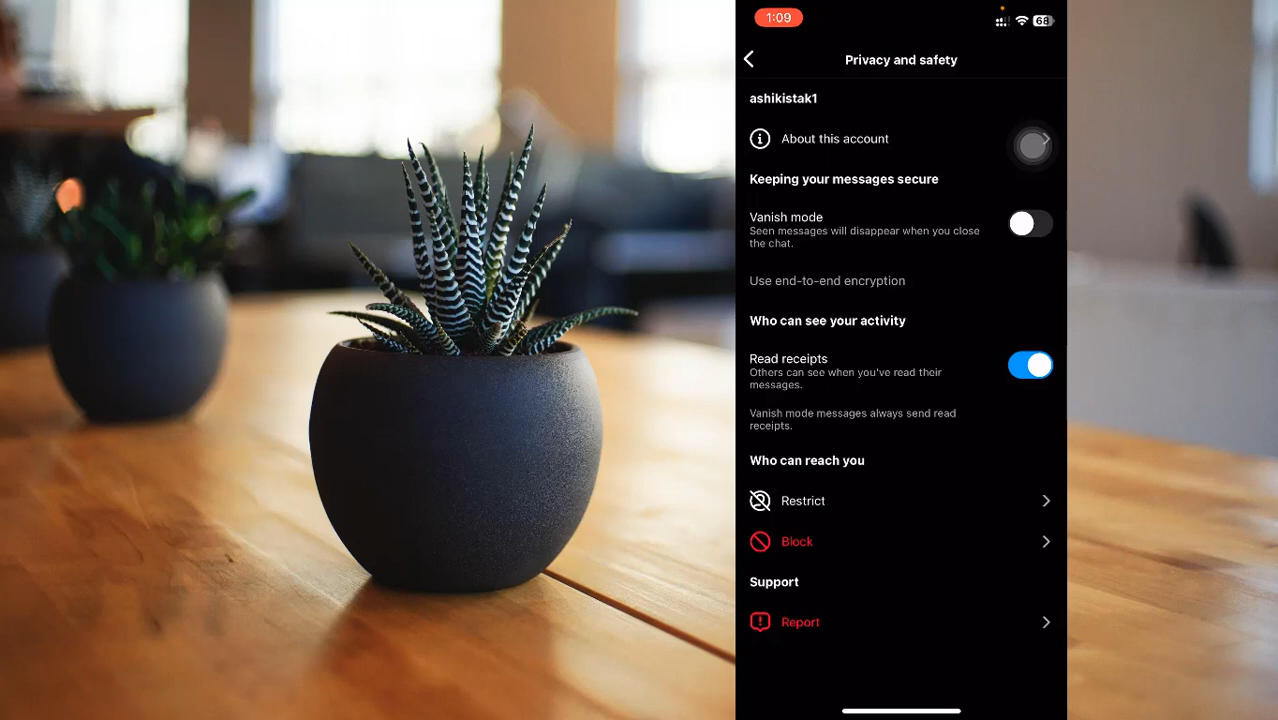 1:09
68
Privacy and safety
ashikistak1
About this account
Keeping your messages secure
Vanish mode
Seen messages will disappear when you close
the chat.
Use end-to-end encryption
Who can see your activity
Read receipts
Others can see when you've read their
messages.
Vanish mode messages always send read
receipts.
Who can reach you
Restrict
Block
Support
Report